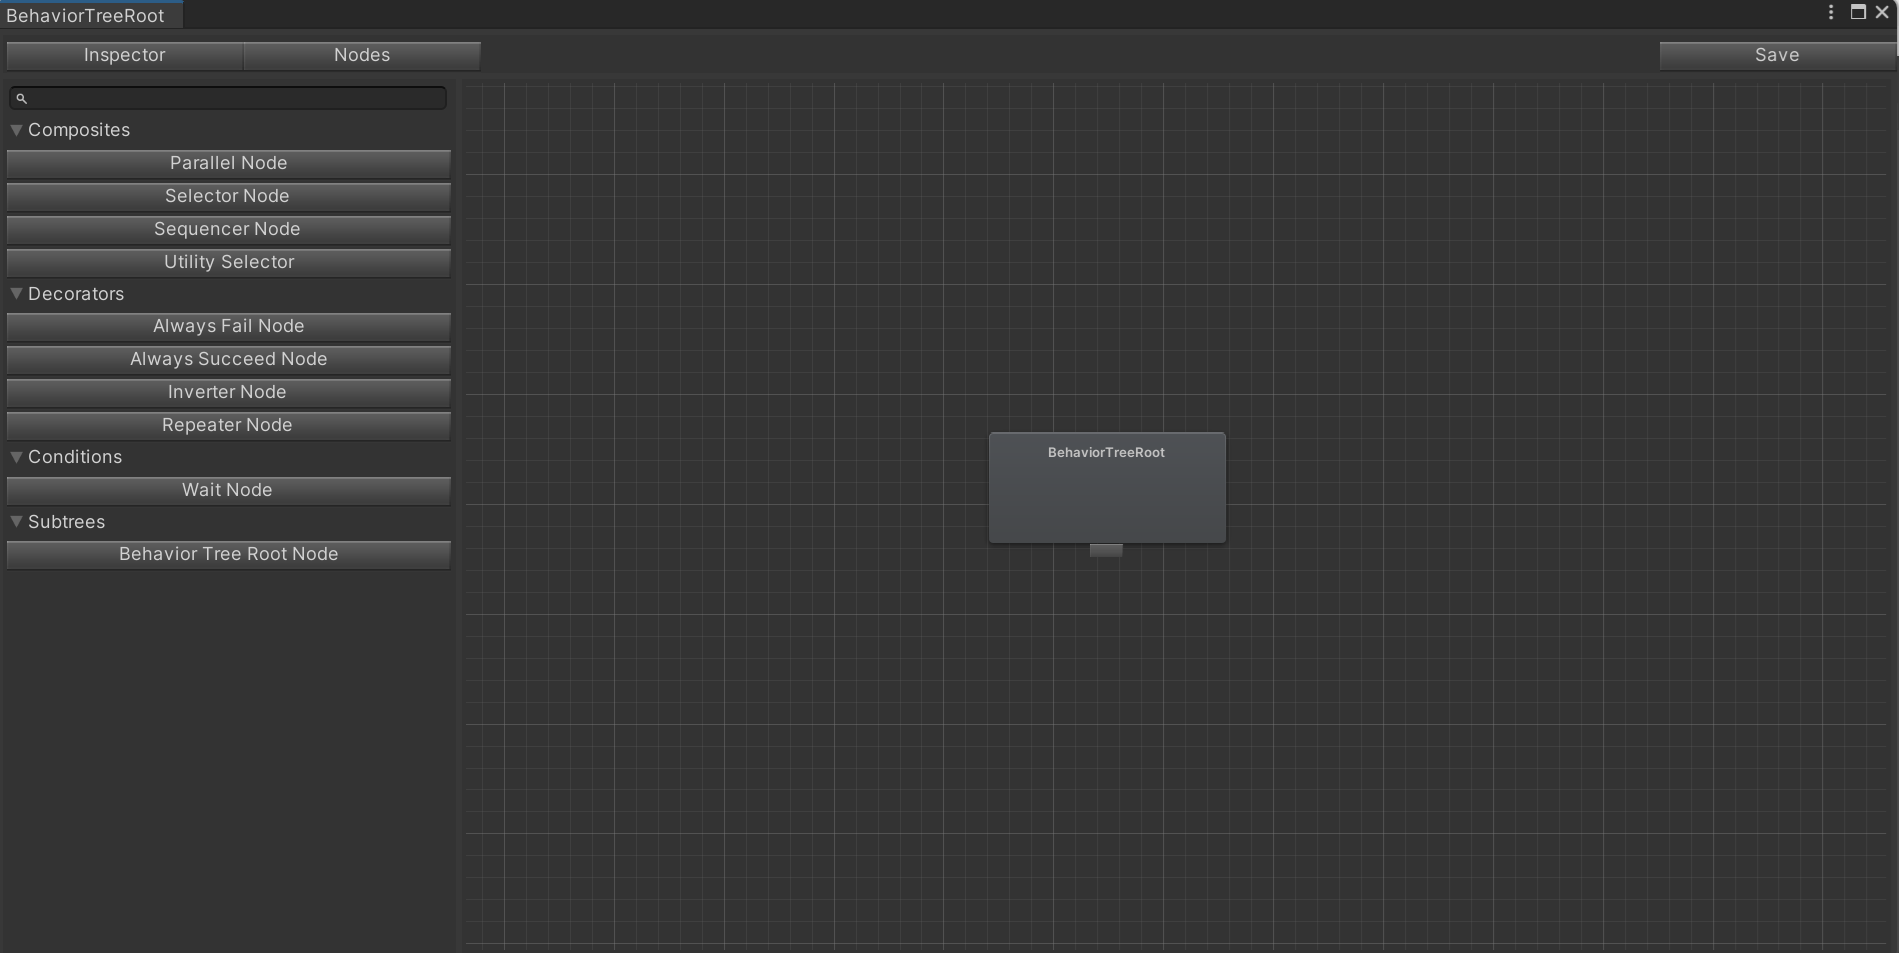 BehaviorTreeRoot
Inspector
Nodes
Save
Composites
Parallel Node
Selector Node
Sequencer Node
Utility Selector
Decorators
Always Fail Node
Always Succeed Node
Inverter Node
Repeater Node
Conditions
Wait Node
Subtrees
Behavior Tree Root Node
BehaviorTreeRoot